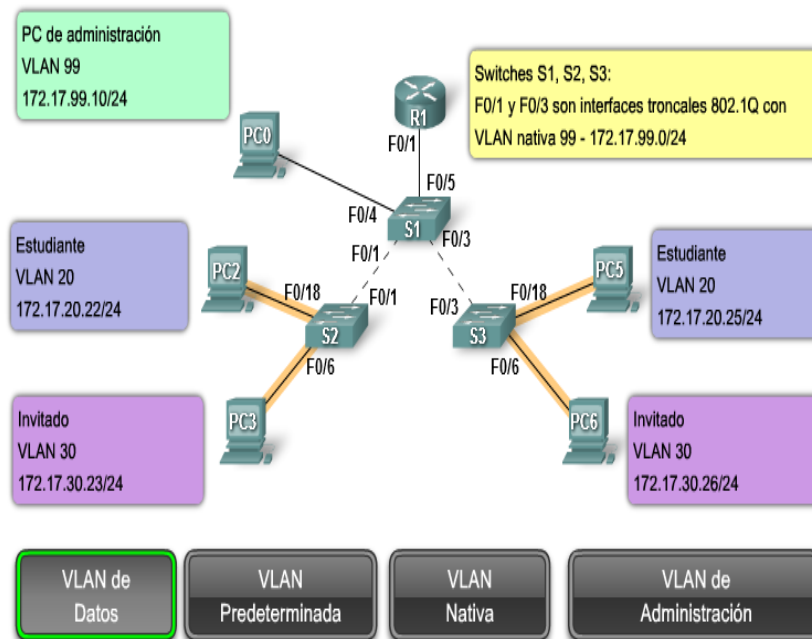 PC de administración
VLAN 99
172.17.99.10/24
Switches S1, S2, S3:
F0/1 y F0/3 son interfaces troncales 802.1Q con
VLAN nativa 99 - 172.17.99.0/24
R1
F0/1
PC0
F0/5
F0/4
S1
F0/1
F0/3
Estudiante
VLAN 20
172.17.20.22/24
PC2
F0/18
F0/1
S2
F0/6
F0/3
S3
F0/18
F0/6
PC5
Estudiante
VLAN 20
172.17.20.25/24
Invitado
VLAN 30
172.17.30.23/24
PC3
PC6
Invitado
VLAN 30
172.17.30.26/24
VLAN de
Datos
VLAN
Predeterminada
VLAN
Nativa
VLAN de
Administración